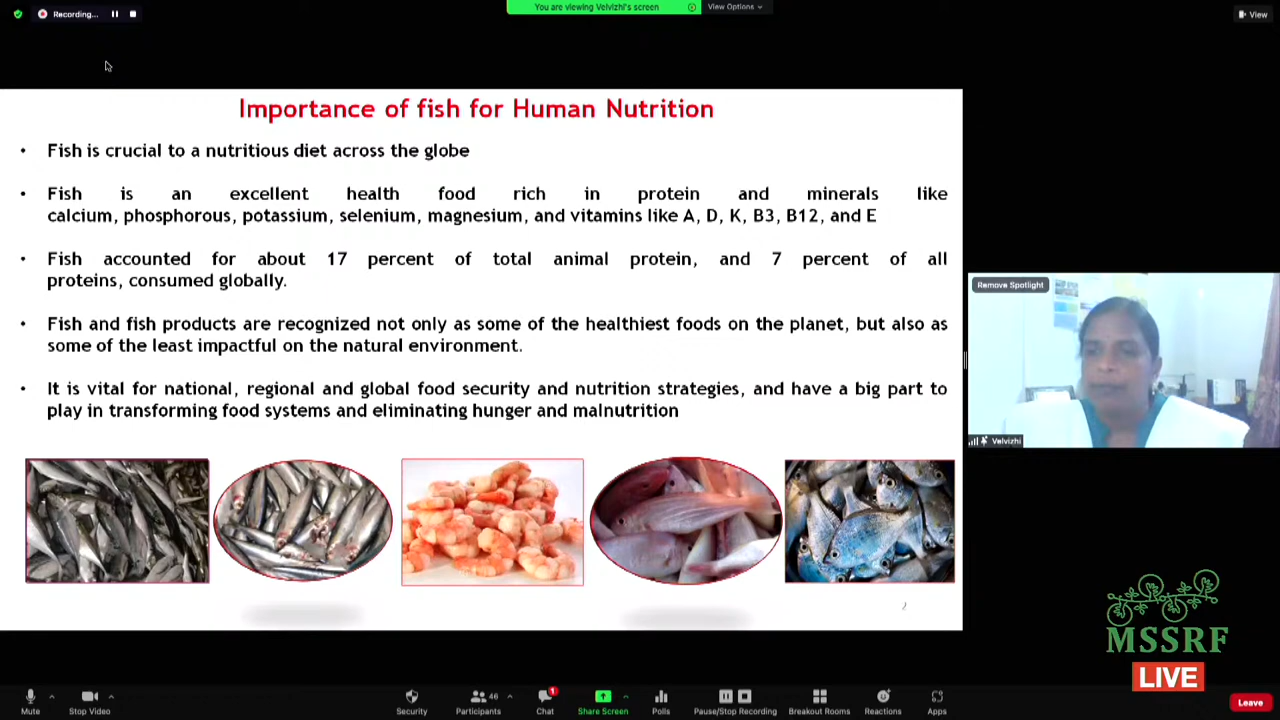 Recording...
You are viewing Velvizhi's screen
View Options
View
Importance of fish for Human Nutrition
• Fish is crucial to a nutritious diet across the globe
• Fish is an excellent health food rich in protein and minerals like
calcium, phosphorous, potassium, selenium, magnesium, and vitamins like A, D, K, B3, B12, and E
• Fish accounted for about 17 percent of total animal protein, and 7 percent of all
proteins, consumed globally.
• Fish and fish products are recognized not only as some of the healthiest foods on the planet, but also as
some of the least impactful on the natural environment.
• It is vital for national, regional and global food security and nutrition strategies, and have a big part to
play in transforming food systems and eliminating hunger and malnutrition
2
Remove Spotlight
Velvizhi
MSSRF
LIVE
Mute
Stop Video
Security
46
Participants
1
Chat
Share Screen
Polls
Pause/Stop Recording
Breakout Rooms
Reactions
Apps
Leave